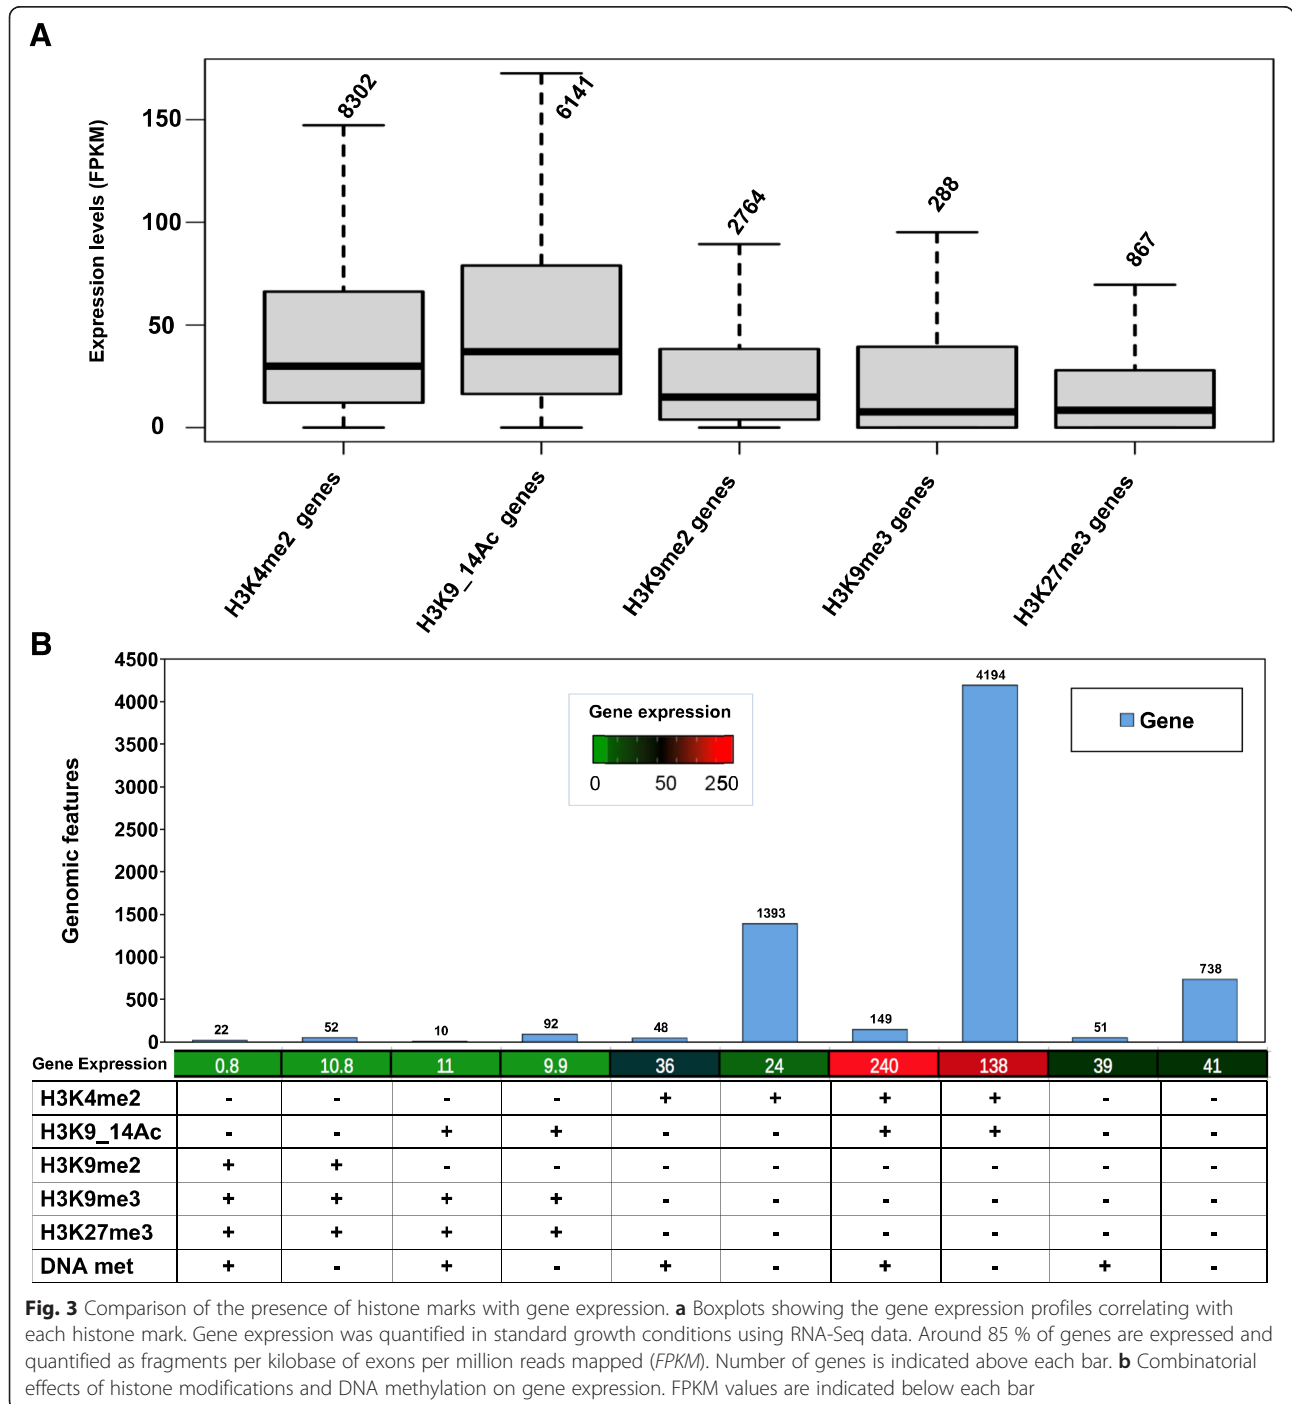 A
Expression levels (FPKM)
150
100
50
0
8302
6141
2764
288
867
H3K4me2 genes
H3K9_14Ac genes
H3K9me2 genes
H3K9me3 genes
H3K27me3 genes
B
Genomic features
4500
4000
3500
3000
2500
2000
1500
1000
500
0
Gene expression
0 50 250
Gene
22 52 10 92 48 1393 149 4194 51 738
Gene Expression 0.8 10.8 11 9.9 36 24 240 138 39 41
H3K4me2 - - - - + + + + - -
H3K9_14Ac - - + + - - + + - -
H3K9me2 + + - - - - - - - -
H3K9me3 + + + + - - - - - -
H3K27me3 + + + + - - - - - -
DNA met + - + - + - + - + -
Fig. 3 Comparison of the presence of histone marks with gene expression. a Boxplots showing the gene expression profiles correlating with
each histone mark. Gene expression was quantified in standard growth conditions using RNA-Seq data. Around 85 % of genes are expressed and
quantified as fragments per kilobase of exons per million reads mapped (FPKM). Number of genes is indicated above each bar. b Combinatorial
effects of histone modifications and DNA methylation on gene expression. FPKM values are indicated below each bar